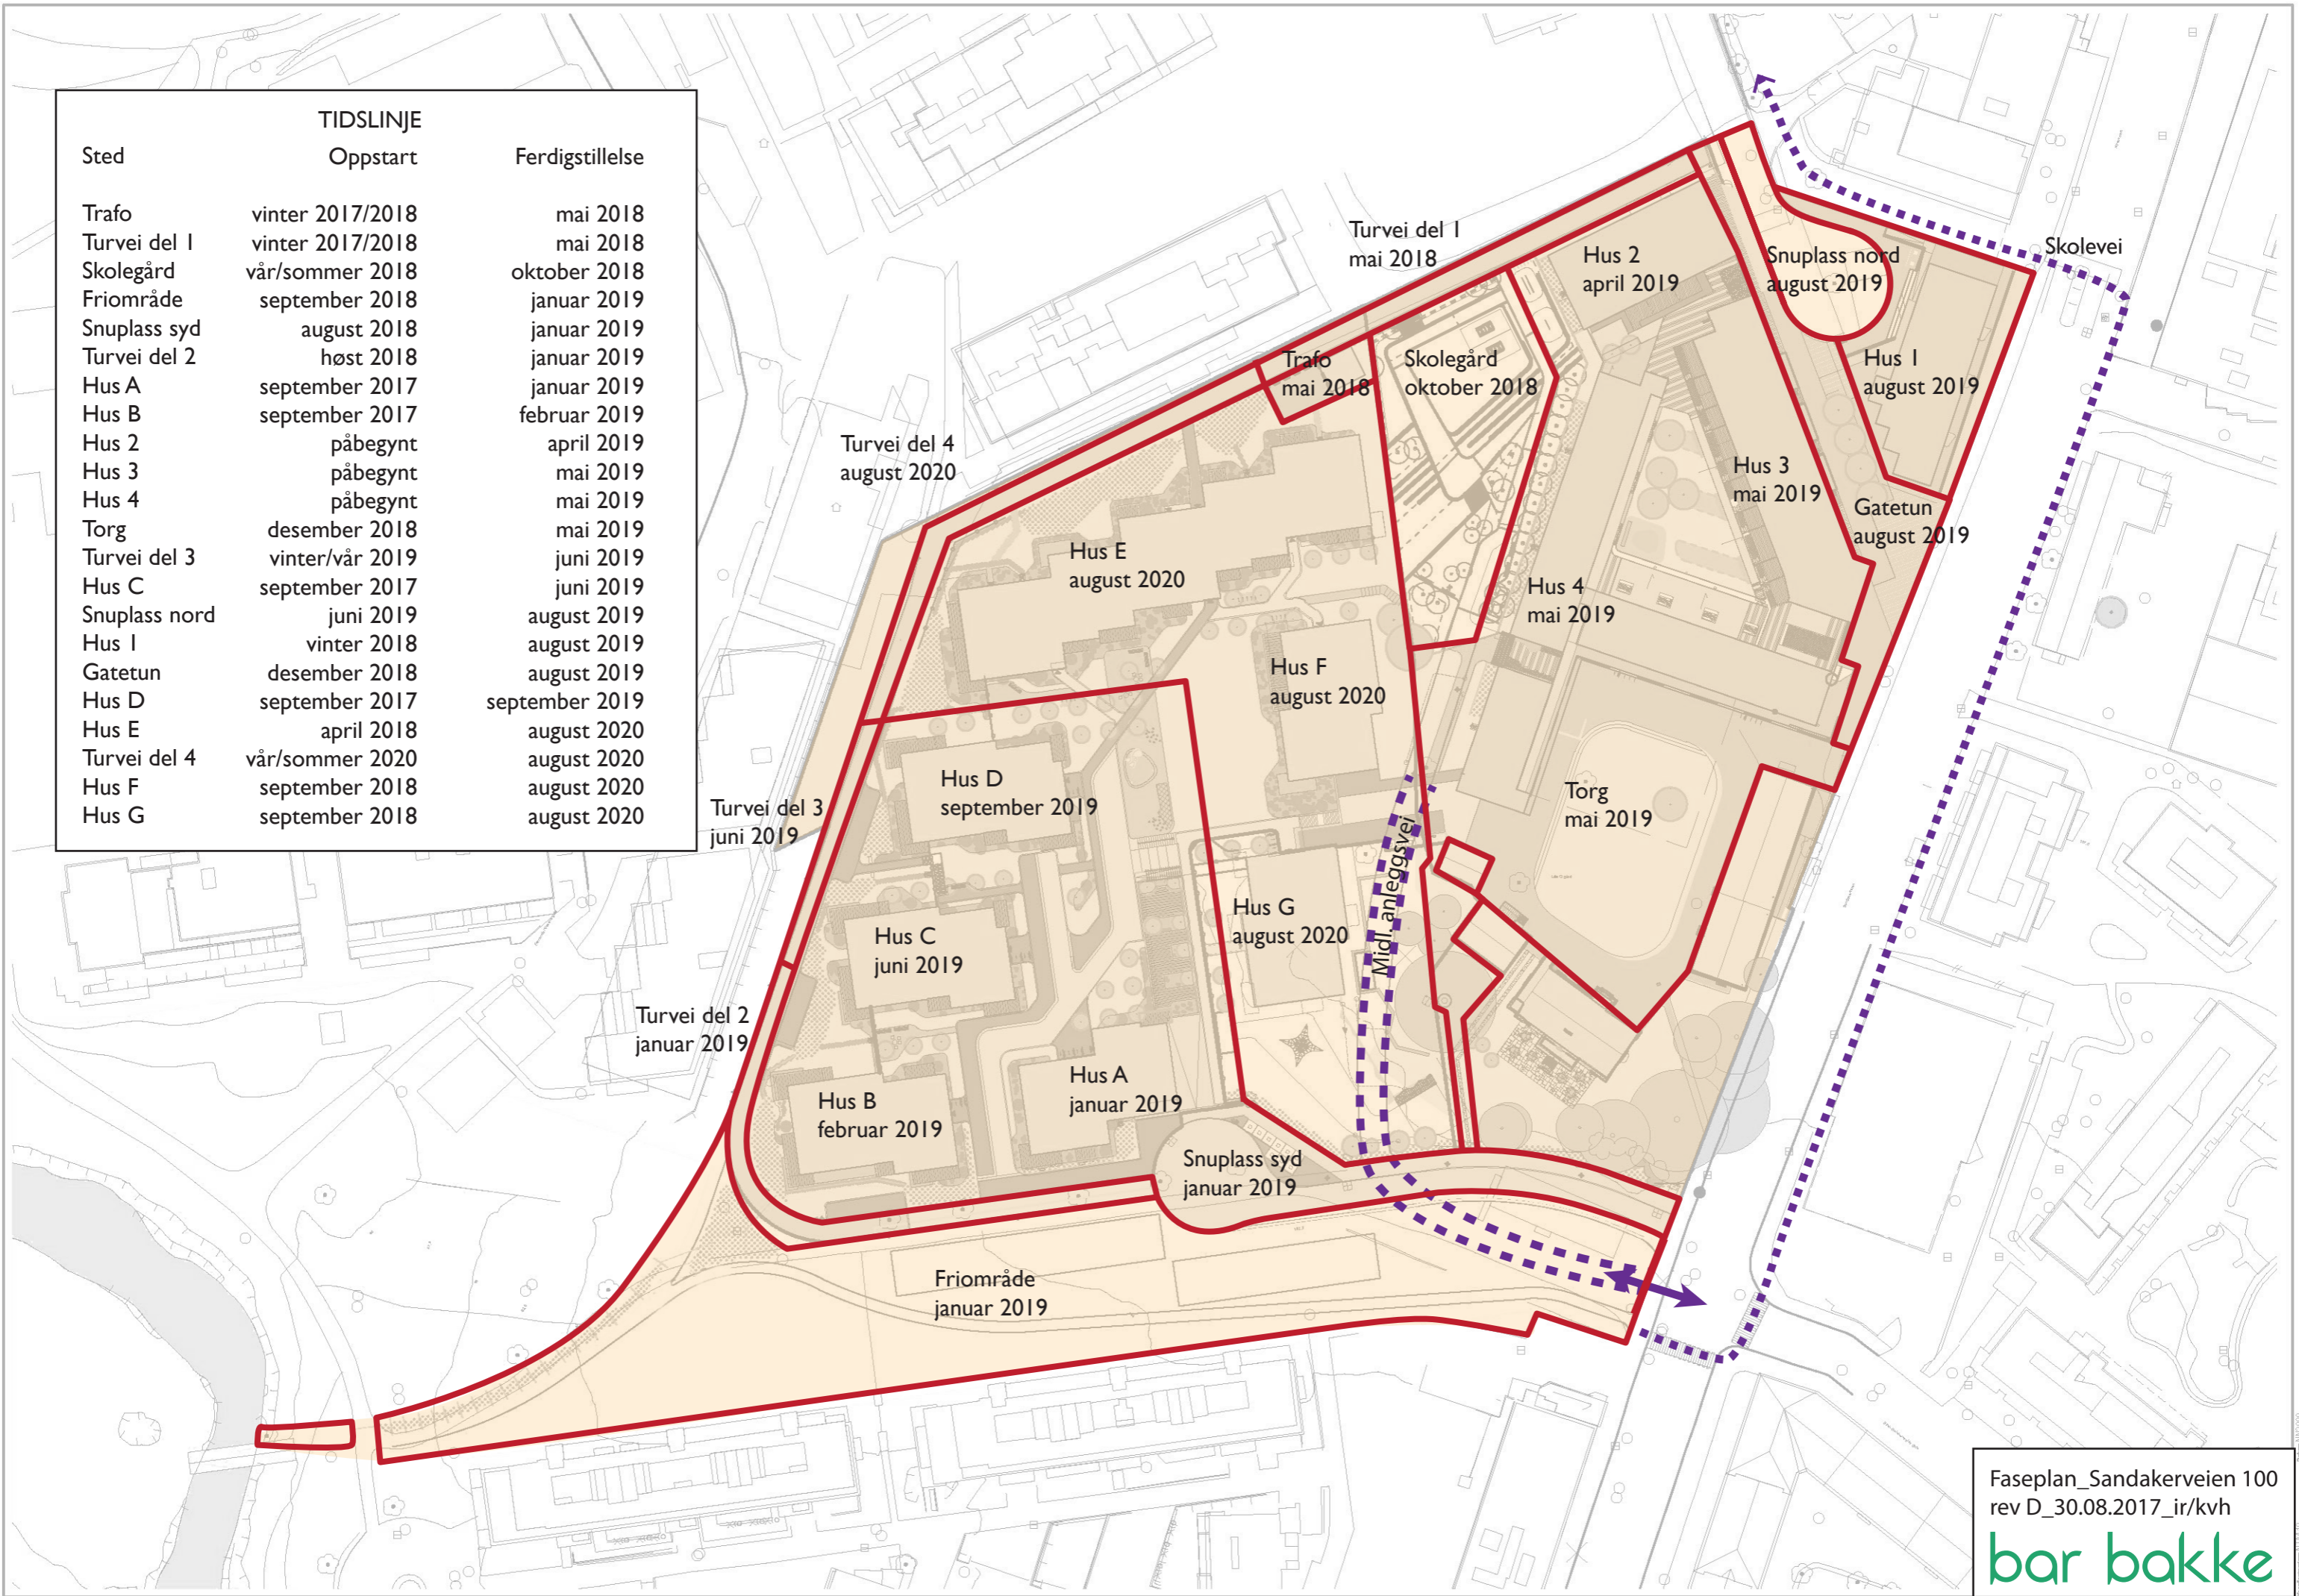 TIDSLINJE
Sted Oppstart Ferdigstillelse
Trafo vinter 2017/2018 mai 2018
Turvei del 1 vinter 2017/2018 mai 2018
Skolegård vår/sommer 2018 oktober 2018
Friområde september 2018 januar 2019
Snuplass syd august 2018 januar 2019
Turvei del 2 høst 2018 januar 2019
Hus A september 2017 januar 2019
Hus B september 2017 februar 2019
Hus 2 påbegynt april 2019
Hus 3 påbegynt mai 2019
Hus 4 påbegynt mai 2019
Torg desember 2018 mai 2019
Turvei del 3 vinter/vår 2019 juni 2019
Hus C september 2017 juni 2019
Snuplass nord juni 2019 august 2019
Hus 1 vinter 2018 august 2019
Gatetun desember 2018 august 2019
Hus D september 2017 september 2019
Hus E april 2018 august 2020
Turvei del 4 vår/sommer 2020 august 2020
Hus F september 2018 august 2020
Hus G september 2018 august 2020
Turvei del 1
mai 2018
Hus 2
april 2019
Snuplass nord
august 2019
Skolevei
Trafo
mai 2018
Skolegård
oktober 2018
Hus 1
august 2019
Turvei del 4
august 2020
Hus 3
mai 2019
Gatetun
august 2019
Hus E
august 2020
Hus 4
mai 2019
Hus F
august 2020
Hus D
september 2019
Turvei del 3
juni 2019
Torg
mai 2019
Midl. anleggsvei
Hus G
august 2020
Hus C
juni 2019
Turvei del 2
januar 2019
Hus A
januar 2019
Hus B
februar 2019
Snuplass syd
januar 2019
Friområde
januar 2019
Faseplan_Sandakerveien 100
rev D_30.08.2017_ir/kvh
bar bakke